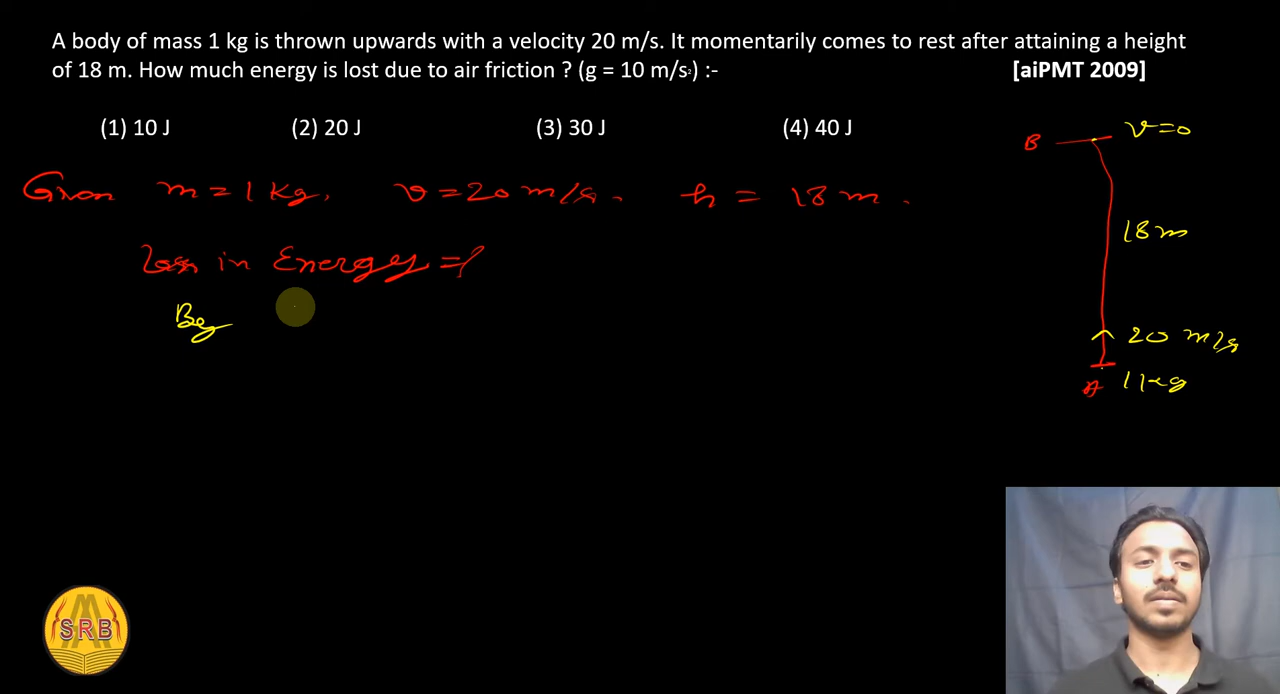 A body of mass 1 kg is thrown upwards with a velocity 20 m/s. It momentarily comes to rest after attaining a height
of 18 m. How much energy is lost due to air friction ? (g = 10 m/s²) :- [aiPMT 2009]
(1) 10 J (2) 20 J (3) 30 J (4) 40 J
B v=0
Given m = 1 Kg, v = 20 m/s. h = 18 m.
18 m
Loss in Energy = ?
By
20 m/s
A 1 kg
SRB